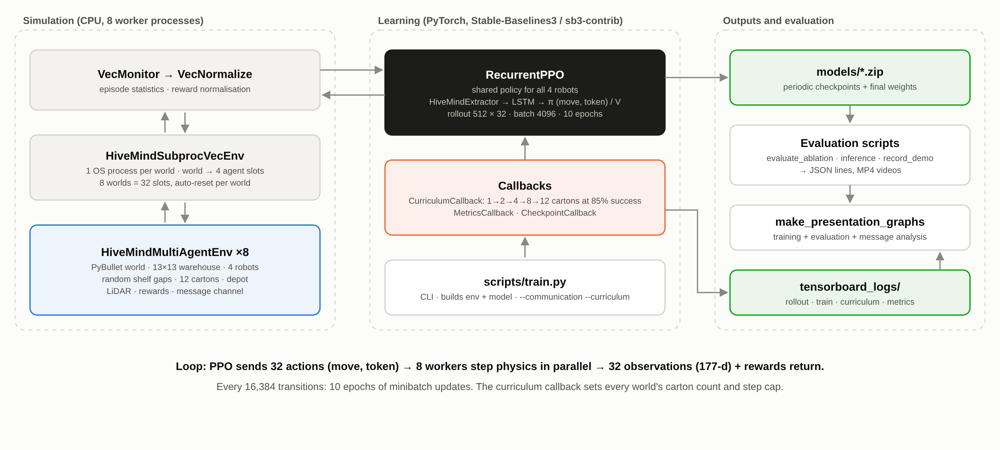 Simulation (CPU, 8 worker processes)
VecMonitor → VecNormalize
episode statistics · reward normalisation
HiveMindSubprocVecEnv
1 OS process per world · world → 4 agent slots
8 worlds = 32 slots, auto-reset per world
HiveMindMultiAgentEnv ×8
PyBullet world · 13×13 warehouse · 4 robots
random shelf gaps · 12 cartons · depot
LiDAR · rewards · message channel
Learning (PyTorch, Stable-Baselines3 / sb3-contrib)
RecurrentPPO
shared policy for all 4 robots
HiveMindExtractor → LSTM → π (move, token) / V
rollout 512 × 32 · batch 4096 · 10 epochs
Callbacks
CurriculumCallback: 1→2→4→8→12 cartons at 85% success
MetricsCallback · CheckpointCallback
scripts/train.py
CLI · builds env + model · --communication --curriculum
Outputs and evaluation
models/*.zip
periodic checkpoints + final weights
Evaluation scripts
evaluate_ablation · inference · record_demo
→ JSON lines, MP4 videos
make_presentation_graphs
training + evaluation + message analysis
tensorboard_logs/
rollout · train · curriculum · metrics
Loop: PPO sends 32 actions (move, token) → 8 workers step physics in parallel → 32 observations (177-d) + rewards return.
Every 16,384 transitions: 10 epochs of minibatch updates. The curriculum callback sets every world's carton count and step cap.